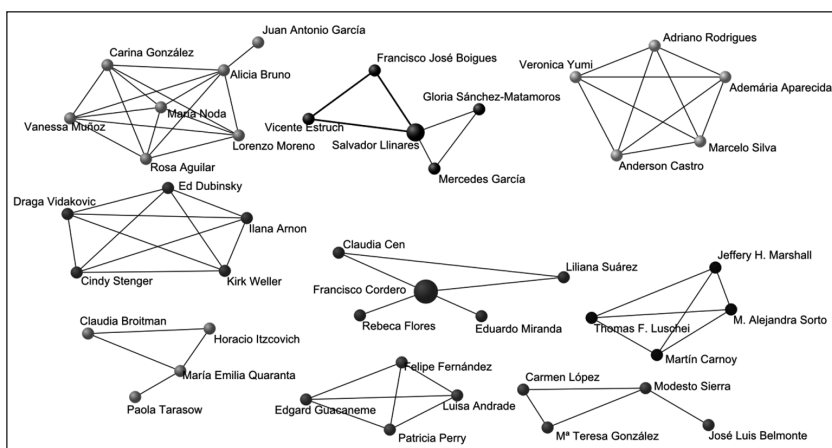 Juan Antonio García
Carina González
Alicia Bruno
María Noda
Vanessa Muñoz
Lorenzo Moreno
Rosa Aguilar
Francisco José Boigues
Gloria Sánchez-Matamoros
Vicente Estruch
Salvador Llinares
Mercedes García
Adriano Rodrigues
Veronica Yumi
Ademária Aparecida
Marcelo Silva
Anderson Castro
Ed Dubinsky
Draga Vidakovic
Ilana Arnon
Cindy Stenger
Kirk Weller
Claudia Cen
Liliana Suárez
Francisco Cordero
Rebeca Flores
Eduardo Miranda
Jeffery H. Marshall
Thomas F. Luschei
M. Alejandra Sorto
Martín Carnoy
Claudia Broitman
Horacio Itzcovich
María Emilia Quaranta
Paola Tarasow
Felipe Fernández
Edgard Guacaneme
Luisa Andrade
Patricia Perry
Carmen López
Modesto Sierra
Mª Teresa González
José Luis Belmonte